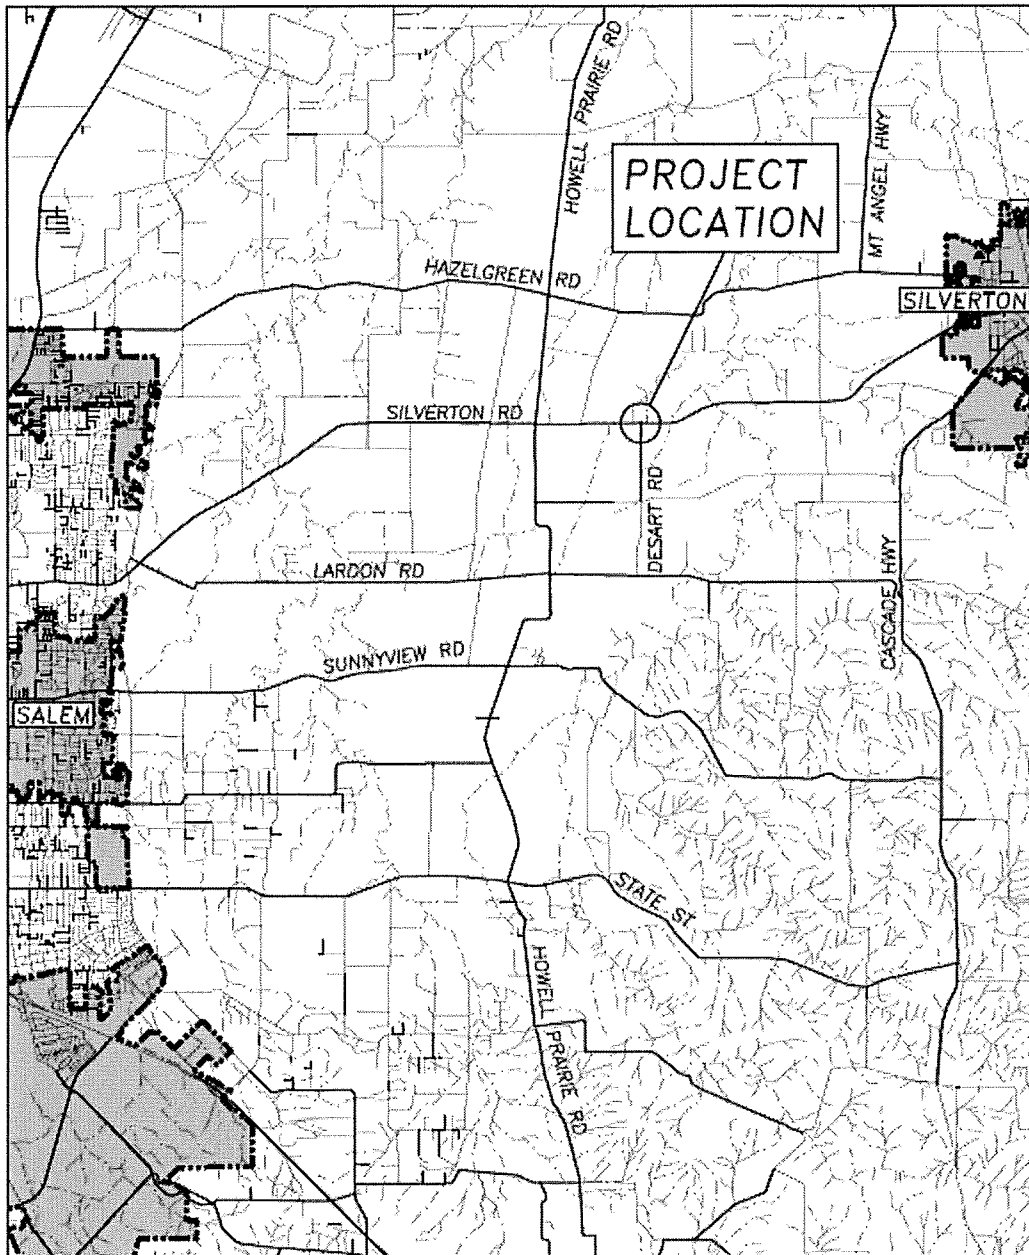 HOWELL PRAIRIE RD
MT ANGEL HWY
PROJECT
LOCATION
HAZELGREEN RD
SILVERTON
SILVERTON RD
DESART RD
LARDON RD
CASCADE HWY
SUNNYVIEW RD
SALEM
STATE ST
HOWELL PRAIRIE RD